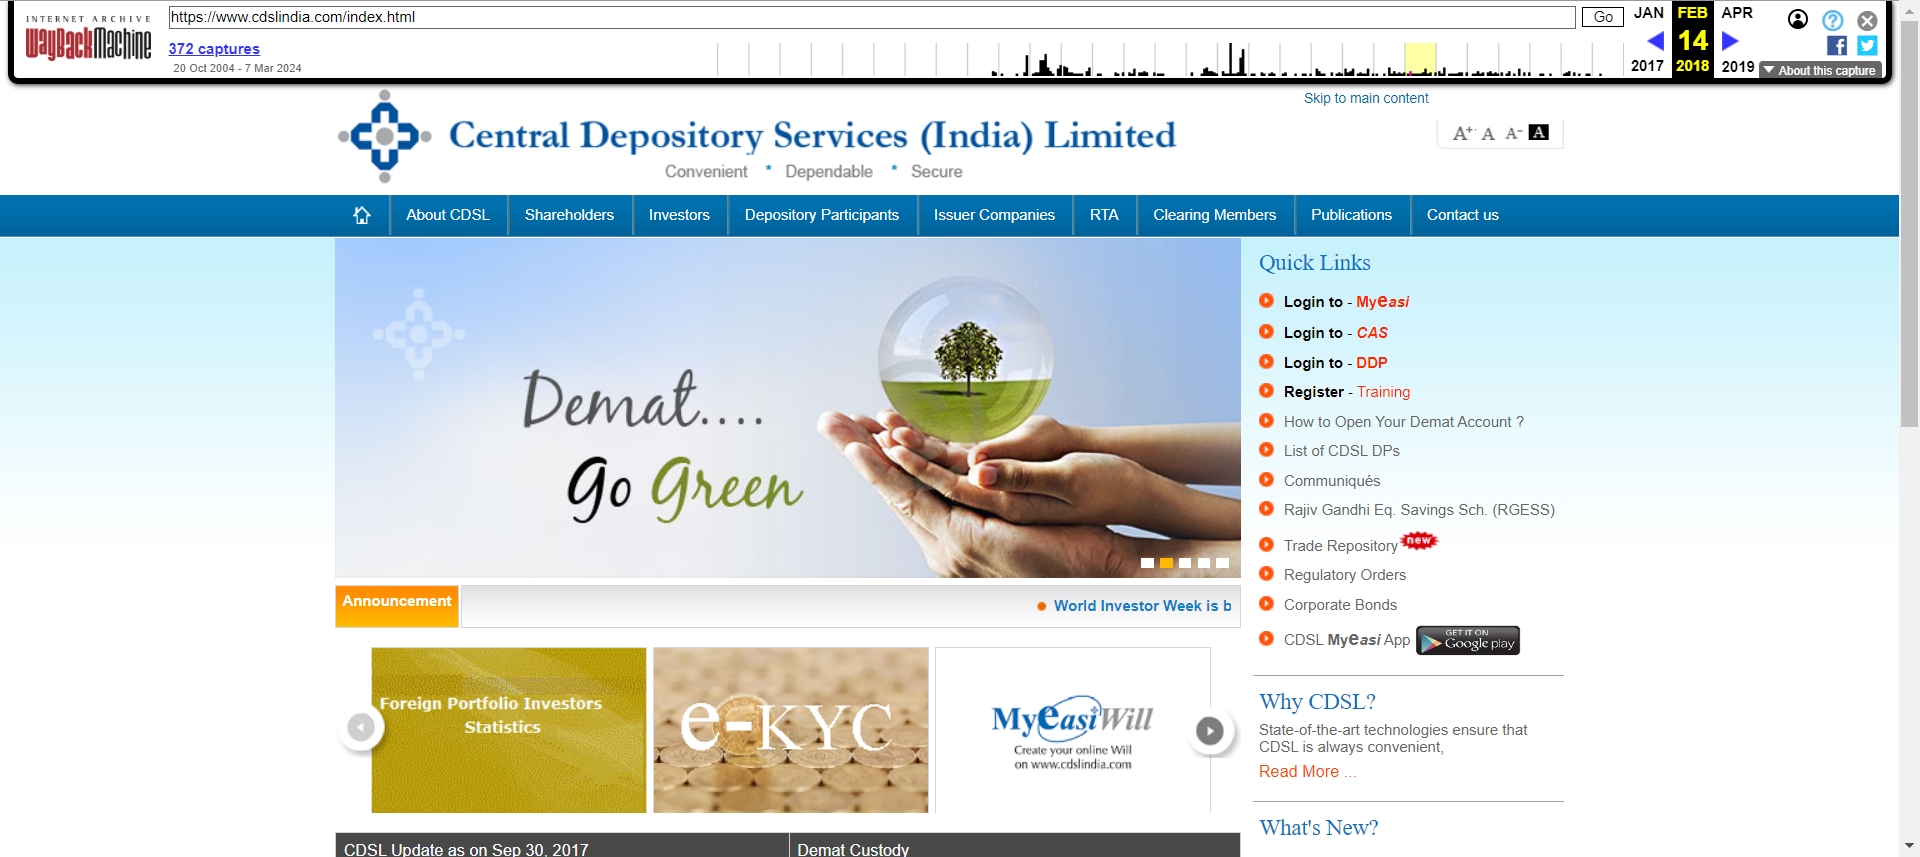 INTERNET ARCHIVE
WayBackMachine
https://www.cdslindia.com/index.html
Go
372 captures
20 Oct 2004 - 7 Mar 2024
JAN FEB APR
14
2017 2018 2019
About this capture
Skip to main content
Central Depository Services (India) Limited
Convenient * Dependable * Secure
A+ A A- A
About CDSL Shareholders Investors Depository Participants Issuer Companies RTA Clearing Members Publications Contact us
Demat....
Go Green
Quick Links
Login to - Myeasi
Login to - CAS
Login to - DDP
Register - Training
How to Open Your Demat Account ?
List of CDSL DPs
Communiqués
Rajiv Gandhi Eq. Savings Sch. (RGESS)
Trade Repository new
Regulatory Orders
Corporate Bonds
CDSL Myeasi App GET IT ON Google play
Announcement
World Investor Week is b
Foreign Portfolio Investors
Statistics
e-KYC
MyeasiWill
Create your online Will
on www.cdslindia.com
Why CDSL?
State-of-the-art technologies ensure that
CDSL is always convenient,
Read More ...
What's New?
CDSL Update as on Sep 30, 2017
Demat Custody